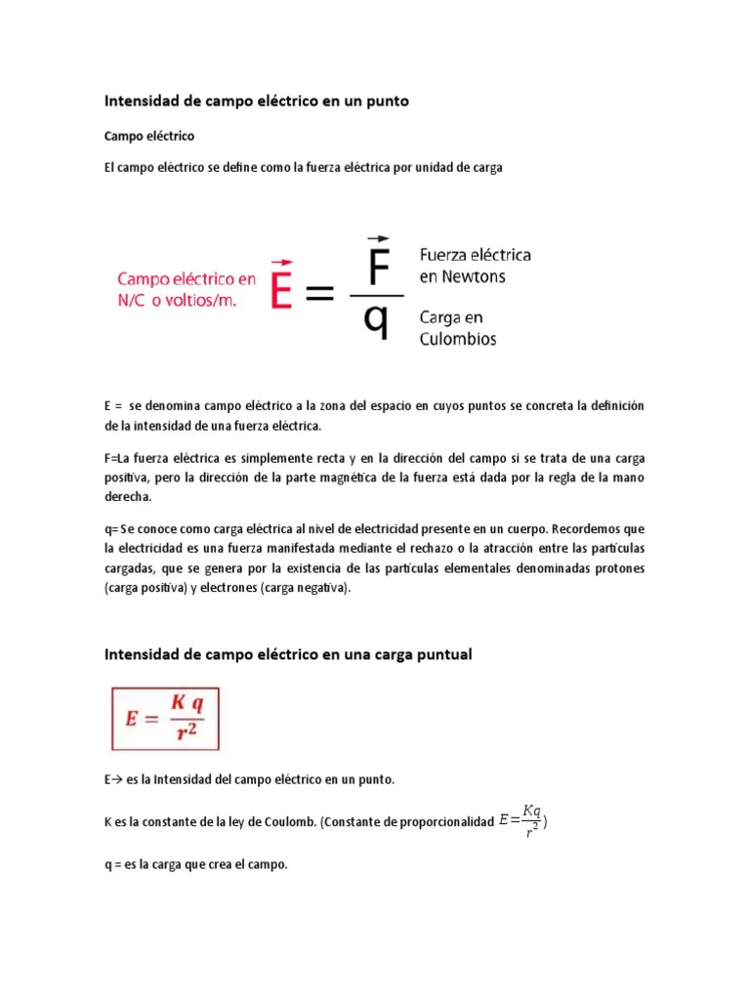 Intensidad de campo eléctrico en un punto
Campo eléctrico
El campo eléctrico se define como la fuerza eléctrica por unidad de carga
Campo eléctrico en
N/C o voltios/m.
E = F / q
Fuerza eléctrica
en Newtons
Carga en
Culombios
E = se denomina campo eléctrico a la zona del espacio en cuyos puntos se concreta la definición
de la intensidad de una fuerza eléctrica.
F=La fuerza eléctrica es simplemente recta y en la dirección del campo si se trata de una carga
positiva, pero la dirección de la parte magnética de la fuerza está dada por la regla de la mano
derecha.
q= Se conoce como carga eléctrica al nivel de electricidad presente en un cuerpo. Recordemos que
la electricidad es una fuerza manifestada mediante el rechazo o la atracción entre las partículas
cargadas, que se genera por la existencia de las partículas elementales denominadas protones
(carga positiva) y electrones (carga negativa).
Intensidad de campo eléctrico en una carga puntual
E = K q / r²
E→ es la Intensidad del campo eléctrico en un punto.
K es la constante de la ley de Coulomb. (Constante de proporcionalidad E = Kq / r² )
q = es la carga que crea el campo.